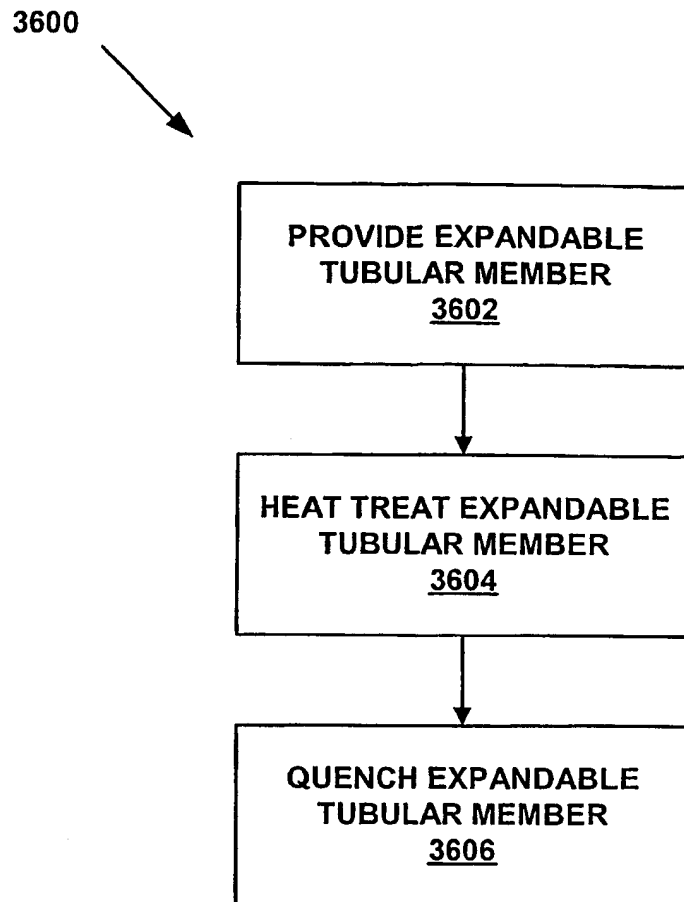 3600
PROVIDE EXPANDABLE
TUBULAR MEMBER
3602
HEAT TREAT EXPANDABLE
TUBULAR MEMBER
3604
QUENCH EXPANDABLE
TUBULAR MEMBER
3606